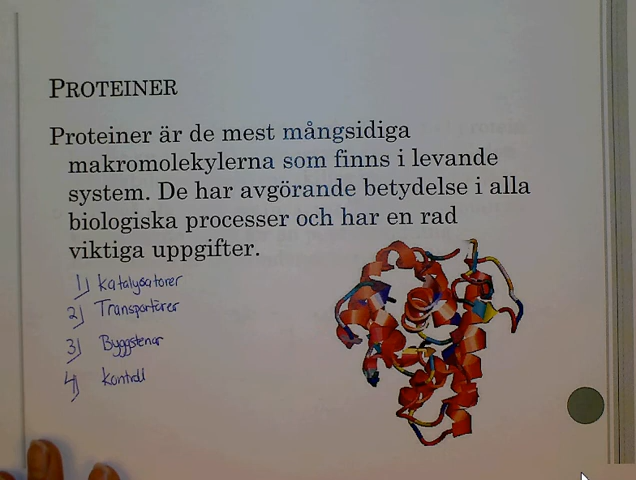 PROTEINER
Proteiner är de mest mångsidiga
makromolekylerna som finns i levande
system. De har avgörande betydelse i alla
biologiska processer och har en rad
viktiga uppgifter.
1) Katalysatorer
2) Transportörer
3) Byggstenar
4) Kontroll